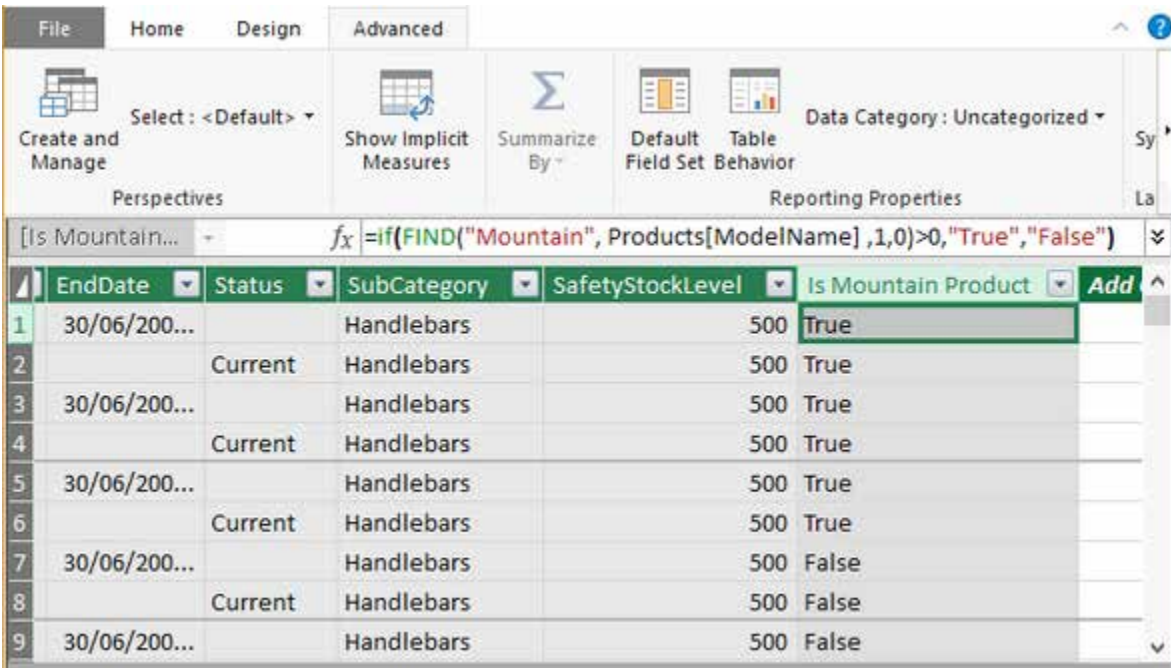 File Home Design Advanced
Select : <Default>
Data Category : Uncategorized
Create and Manage
Show Implicit Measures
Summarize By
Default Field Set
Table Behavior
Sy
Perspectives
Reporting Properties
La
[Is Mountain... fx =if(FIND("Mountain", Products[ModelName] ,1,0)>0,"True","False")
EndDate Status SubCategory SafetyStockLevel Is Mountain Product Add
1 30/06/200... Handlebars 500 True
2 Current Handlebars 500 True
3 30/06/200... Handlebars 500 True
4 Current Handlebars 500 True
5 30/06/200... Handlebars 500 True
6 Current Handlebars 500 True
7 30/06/200... Handlebars 500 False
8 Current Handlebars 500 False
9 30/06/200... Handlebars 500 False